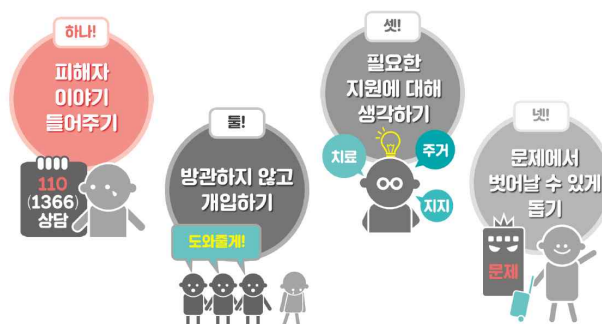 하나!
피해자
이야기
들어주기
110
(1366)
상담
둘!
방관하지 않고
개입하기
도와줄게!
셋!
필요한
지원에 대해
생각하기
치료
주거
지지
넷!
문제에서
벗어날 수 있게
돕기
문제